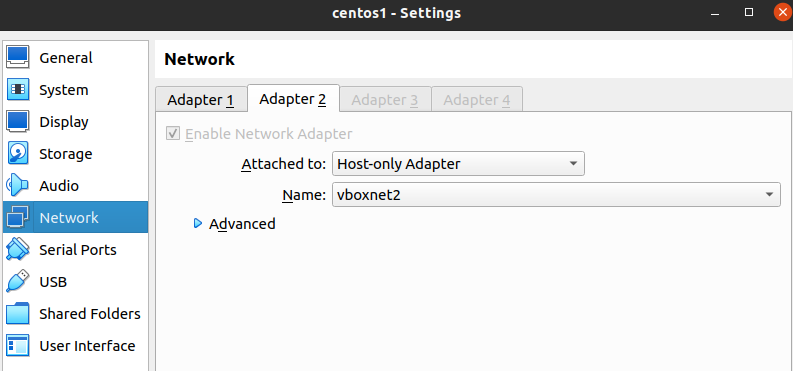 centos1 - Settings
General
System
Display
Storage
Audio
Network
Serial Ports
USB
Shared Folders
User Interface
Network
Adapter 1 Adapter 2 Adapter 3 Adapter 4
Enable Network Adapter
Attached to: Host-only Adapter
Name: vboxnet2
Advanced